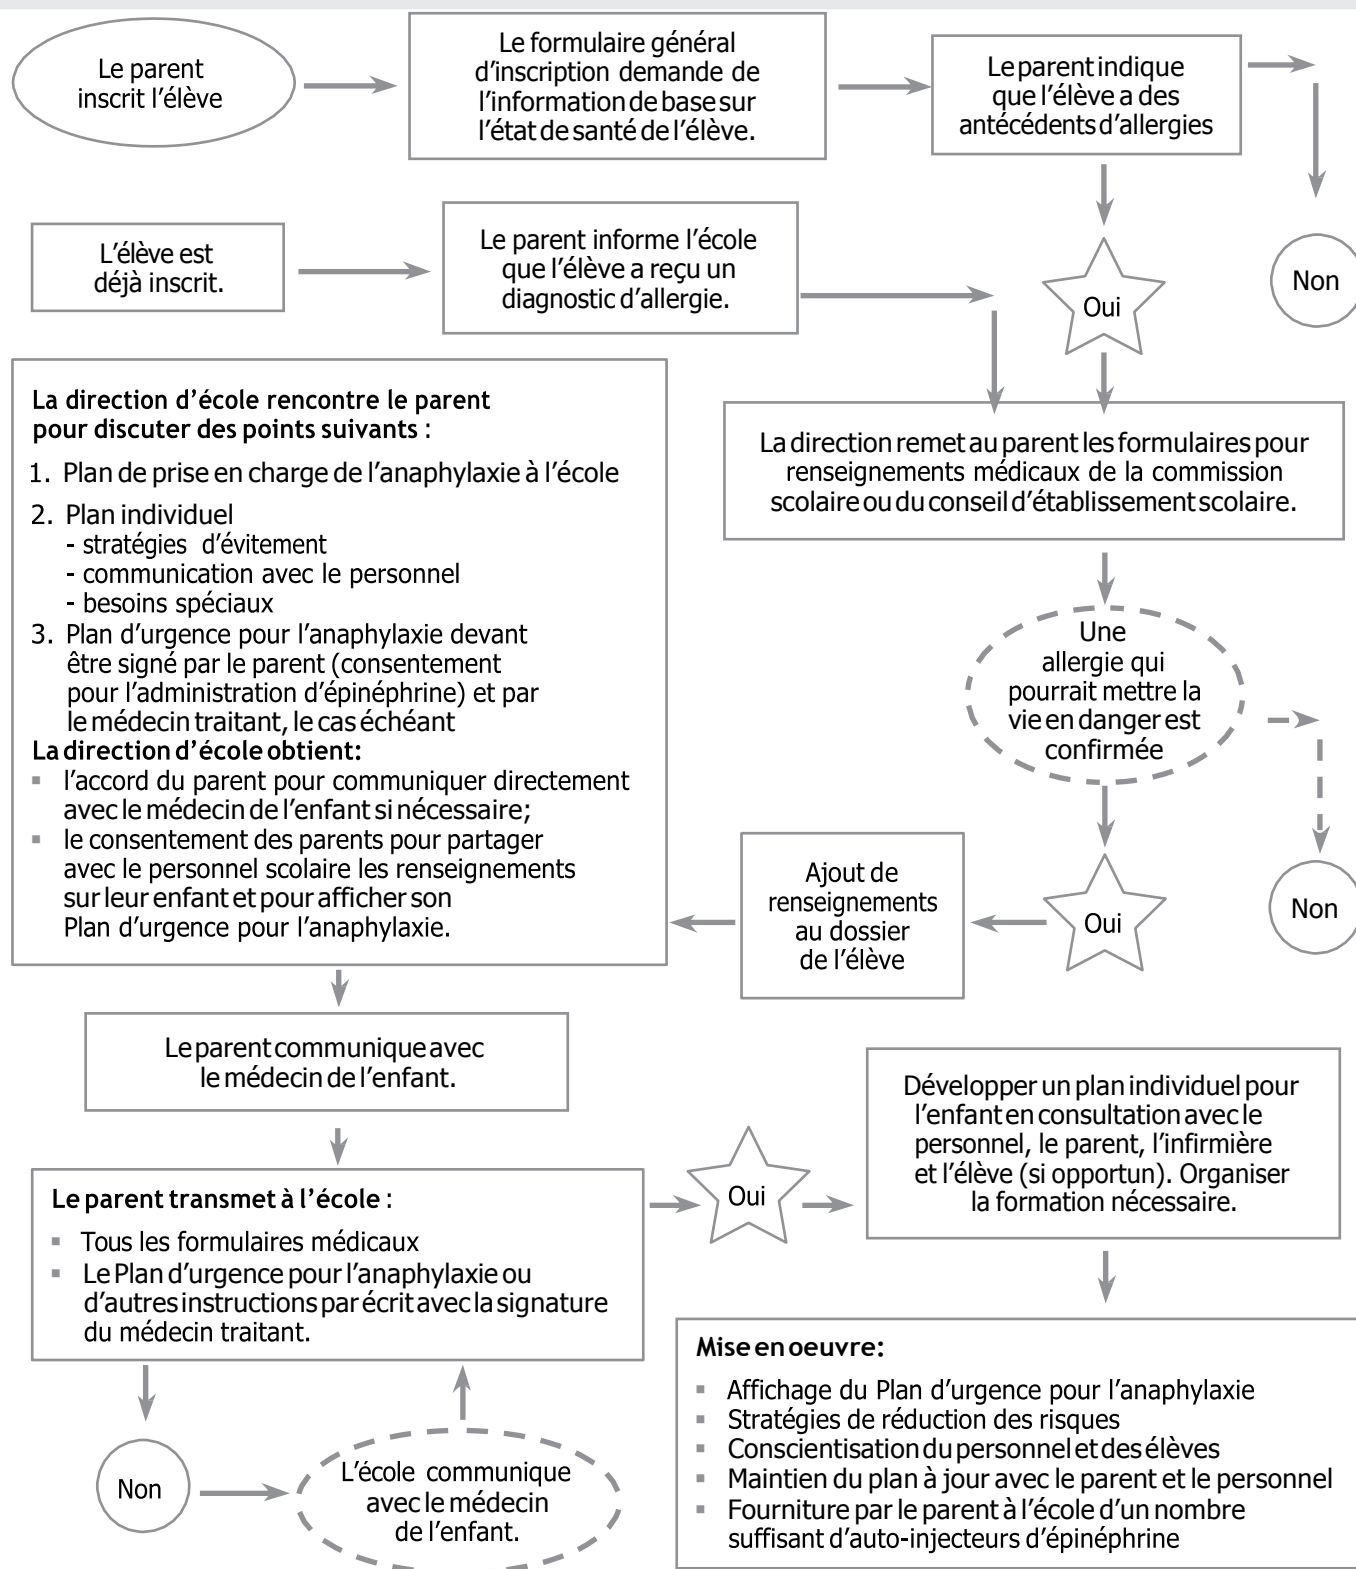 Le parent
inscrit l’élève
Le formulaire général
d’inscription demande de
l’information de base sur
l’état de santé de l’élève.
Le parent indique
que l’élève a des
antécédents d’allergies
Non
Oui
L’élève est
déjà inscrit.
Le parent informe l’école
que l’élève a reçu un
diagnostic d’allergie.
La direction remet au parent les formulaires pour
renseignements médicaux de la commission
scolaire ou du conseil d’établissement scolaire.
Une
allergie qui
pourrait mettre la
vie en danger est
confirmée
Non
Oui
Ajout de
renseignements
au dossier
de l’élève
La direction d’école rencontre le parent
pour discuter des points suivants :
1. Plan de prise en charge de l’anaphylaxie à l’école
2. Plan individuel
- stratégies d’évitement
- communication avec le personnel
- besoins spéciaux
3. Plan d’urgence pour l’anaphylaxie devant
être signé par le parent (consentement
pour l’administration d’épinéphrine) et par
le médecin traitant, le cas échéant
La direction d’école obtient:
▪ l’accord du parent pour communiquer directement
avec le médecin de l’enfant si nécessaire;
▪ le consentement des parents pour partager
avec le personnel scolaire les renseignements
sur leur enfant et pour afficher son
Plan d’urgence pour l’anaphylaxie.
Le parent communique avec
le médecin de l’enfant.
Le parent transmet à l’école :
▪ Tous les formulaires médicaux
▪ Le Plan d’urgence pour l’anaphylaxie ou
d’autres instructions par écrit avec la signature
du médecin traitant.
Non
L’école communique
avec le médecin
de l’enfant.
Oui
Développer un plan individuel pour
l’enfant en consultation avec le
personnel, le parent, l’infirmière
et l’élève (si opportun). Organiser
la formation nécessaire.
Mise en oeuvre:
▪ Affichage du Plan d’urgence pour l’anaphylaxie
▪ Stratégies de réduction des risques
▪ Conscientisation du personnel et des élèves
▪ Maintien du plan à jour avec le parent et le personnel
▪ Fourniture par le parent à l’école d’un nombre
suffisant d’auto-injecteurs d’épinéphrine